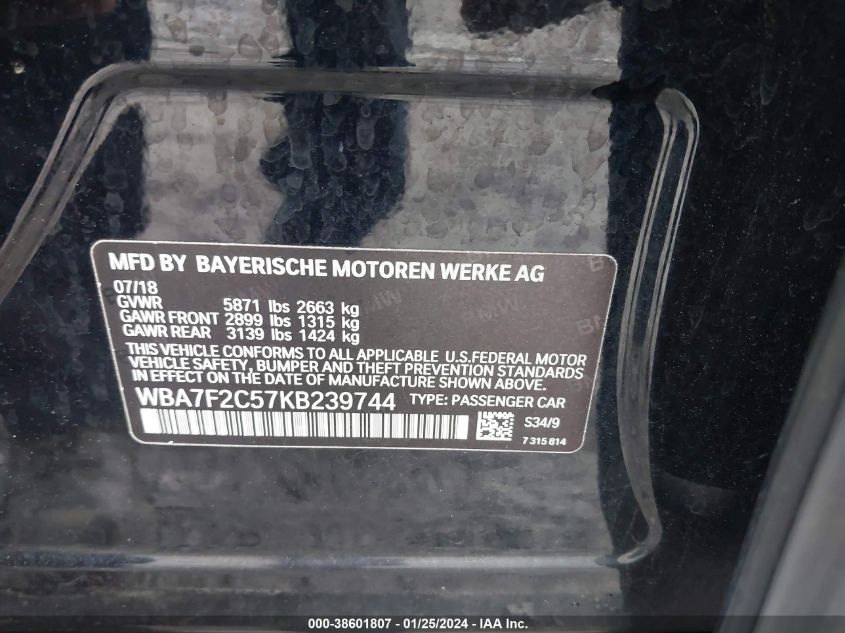 MFD BY BAYERISCHE MOTOREN WERKE AG
07/18
GVWR 5871 lbs 2663 kg
GAWR FRONT 2899 lbs 1315 kg
GAWR REAR 3139 lbs 1424 kg
THIS VEHICLE CONFORMS TO ALL APPLICABLE U.S.FEDERAL MOTOR
VEHICLE SAFETY, BUMPER AND THEFT PREVENTION STANDARDS
IN EFFECT ON THE DATE OF MANUFACTURE SHOWN ABOVE.
WBA7F2C57KB239744 TYPE: PASSENGER CAR
S34/9
7 315 814
000-38601807 - 01/25/2024 - IAA Inc.